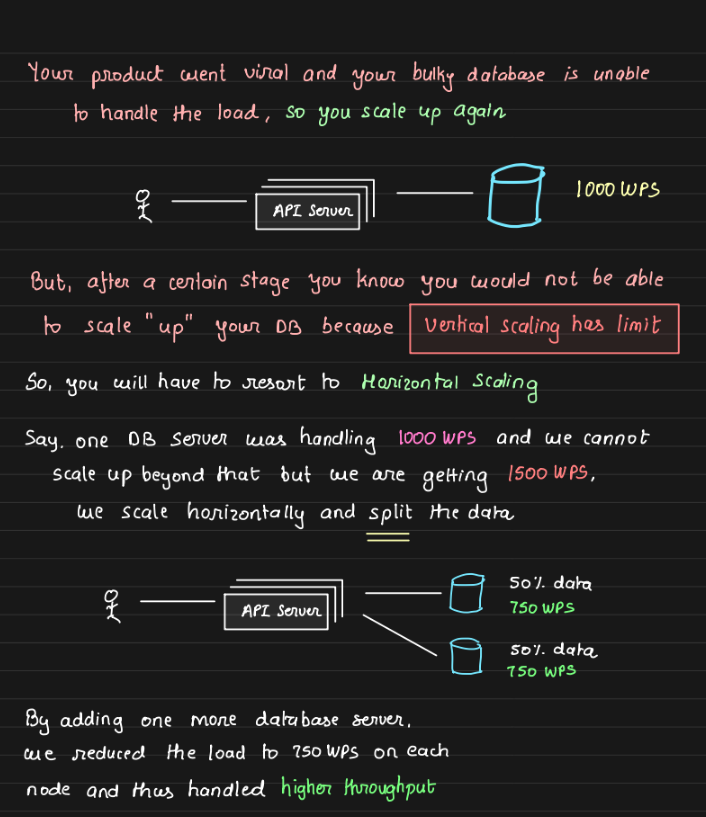 Your product went viral and your bulky database is unable
to handle the load, so you scale up again
API Server
1000 WPS
But, after a certain stage you know you would not be able
to scale "up" your DB because vertical scaling has limit
So, you will have to resort to Horizontal Scaling
Say. one DB Server was handling 1000 WPS and we cannot
scale up beyond that but we are getting 1500 WPS,
we scale horizontally and split the data
50% data
750 WPS
API Server
50% data
750 WPS
By adding one more database server,
we reduced the load to 750 WPS on each
node and thus handled higher throughput